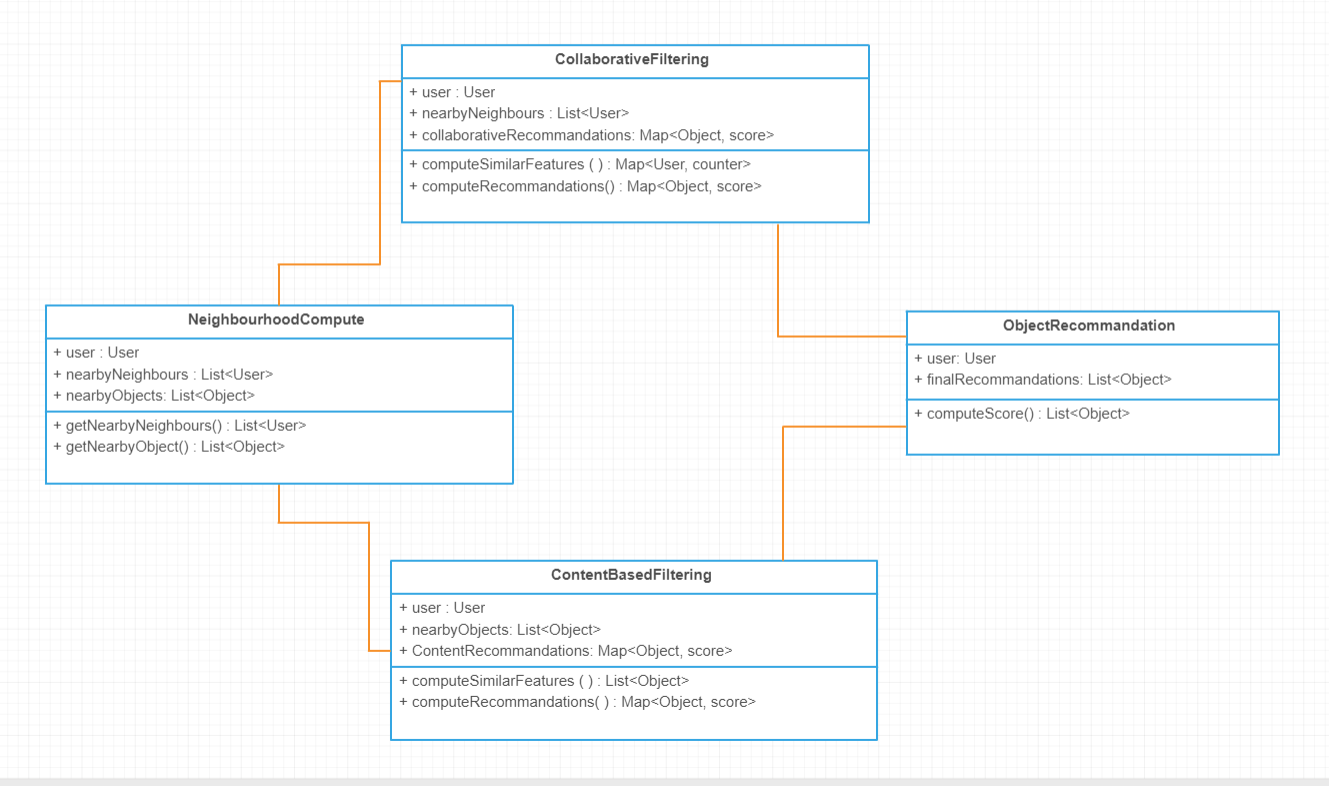 CollaborativeFiltering
+ user : User
+ nearbyNeighbours : List<User>
+ collaborativeRecommandations: Map<Object, score>
+ computeSimilarFeatures ( ) : Map<User, counter>
+ computeRecommandations() : Map<Object, score>
NeighbourhoodCompute
+ user : User
+ nearbyNeighbours : List<User>
+ nearbyObjects: List<Object>
+ getNearbyNeighbours() : List<User>
+ getNearbyObject() : List<Object>
ObjectRecommandation
+ user: User
+ finalRecommandations: List<Object>
+ computeScore() : List<Object>
ContentBasedFiltering
+ user : User
+ nearbyObjects: List<Object>
+ ContentRecommandations: Map<Object, score>
+ computeSimilarFeatures ( ) : List<Object>
+ computeRecommandations( ) : Map<Object, score>